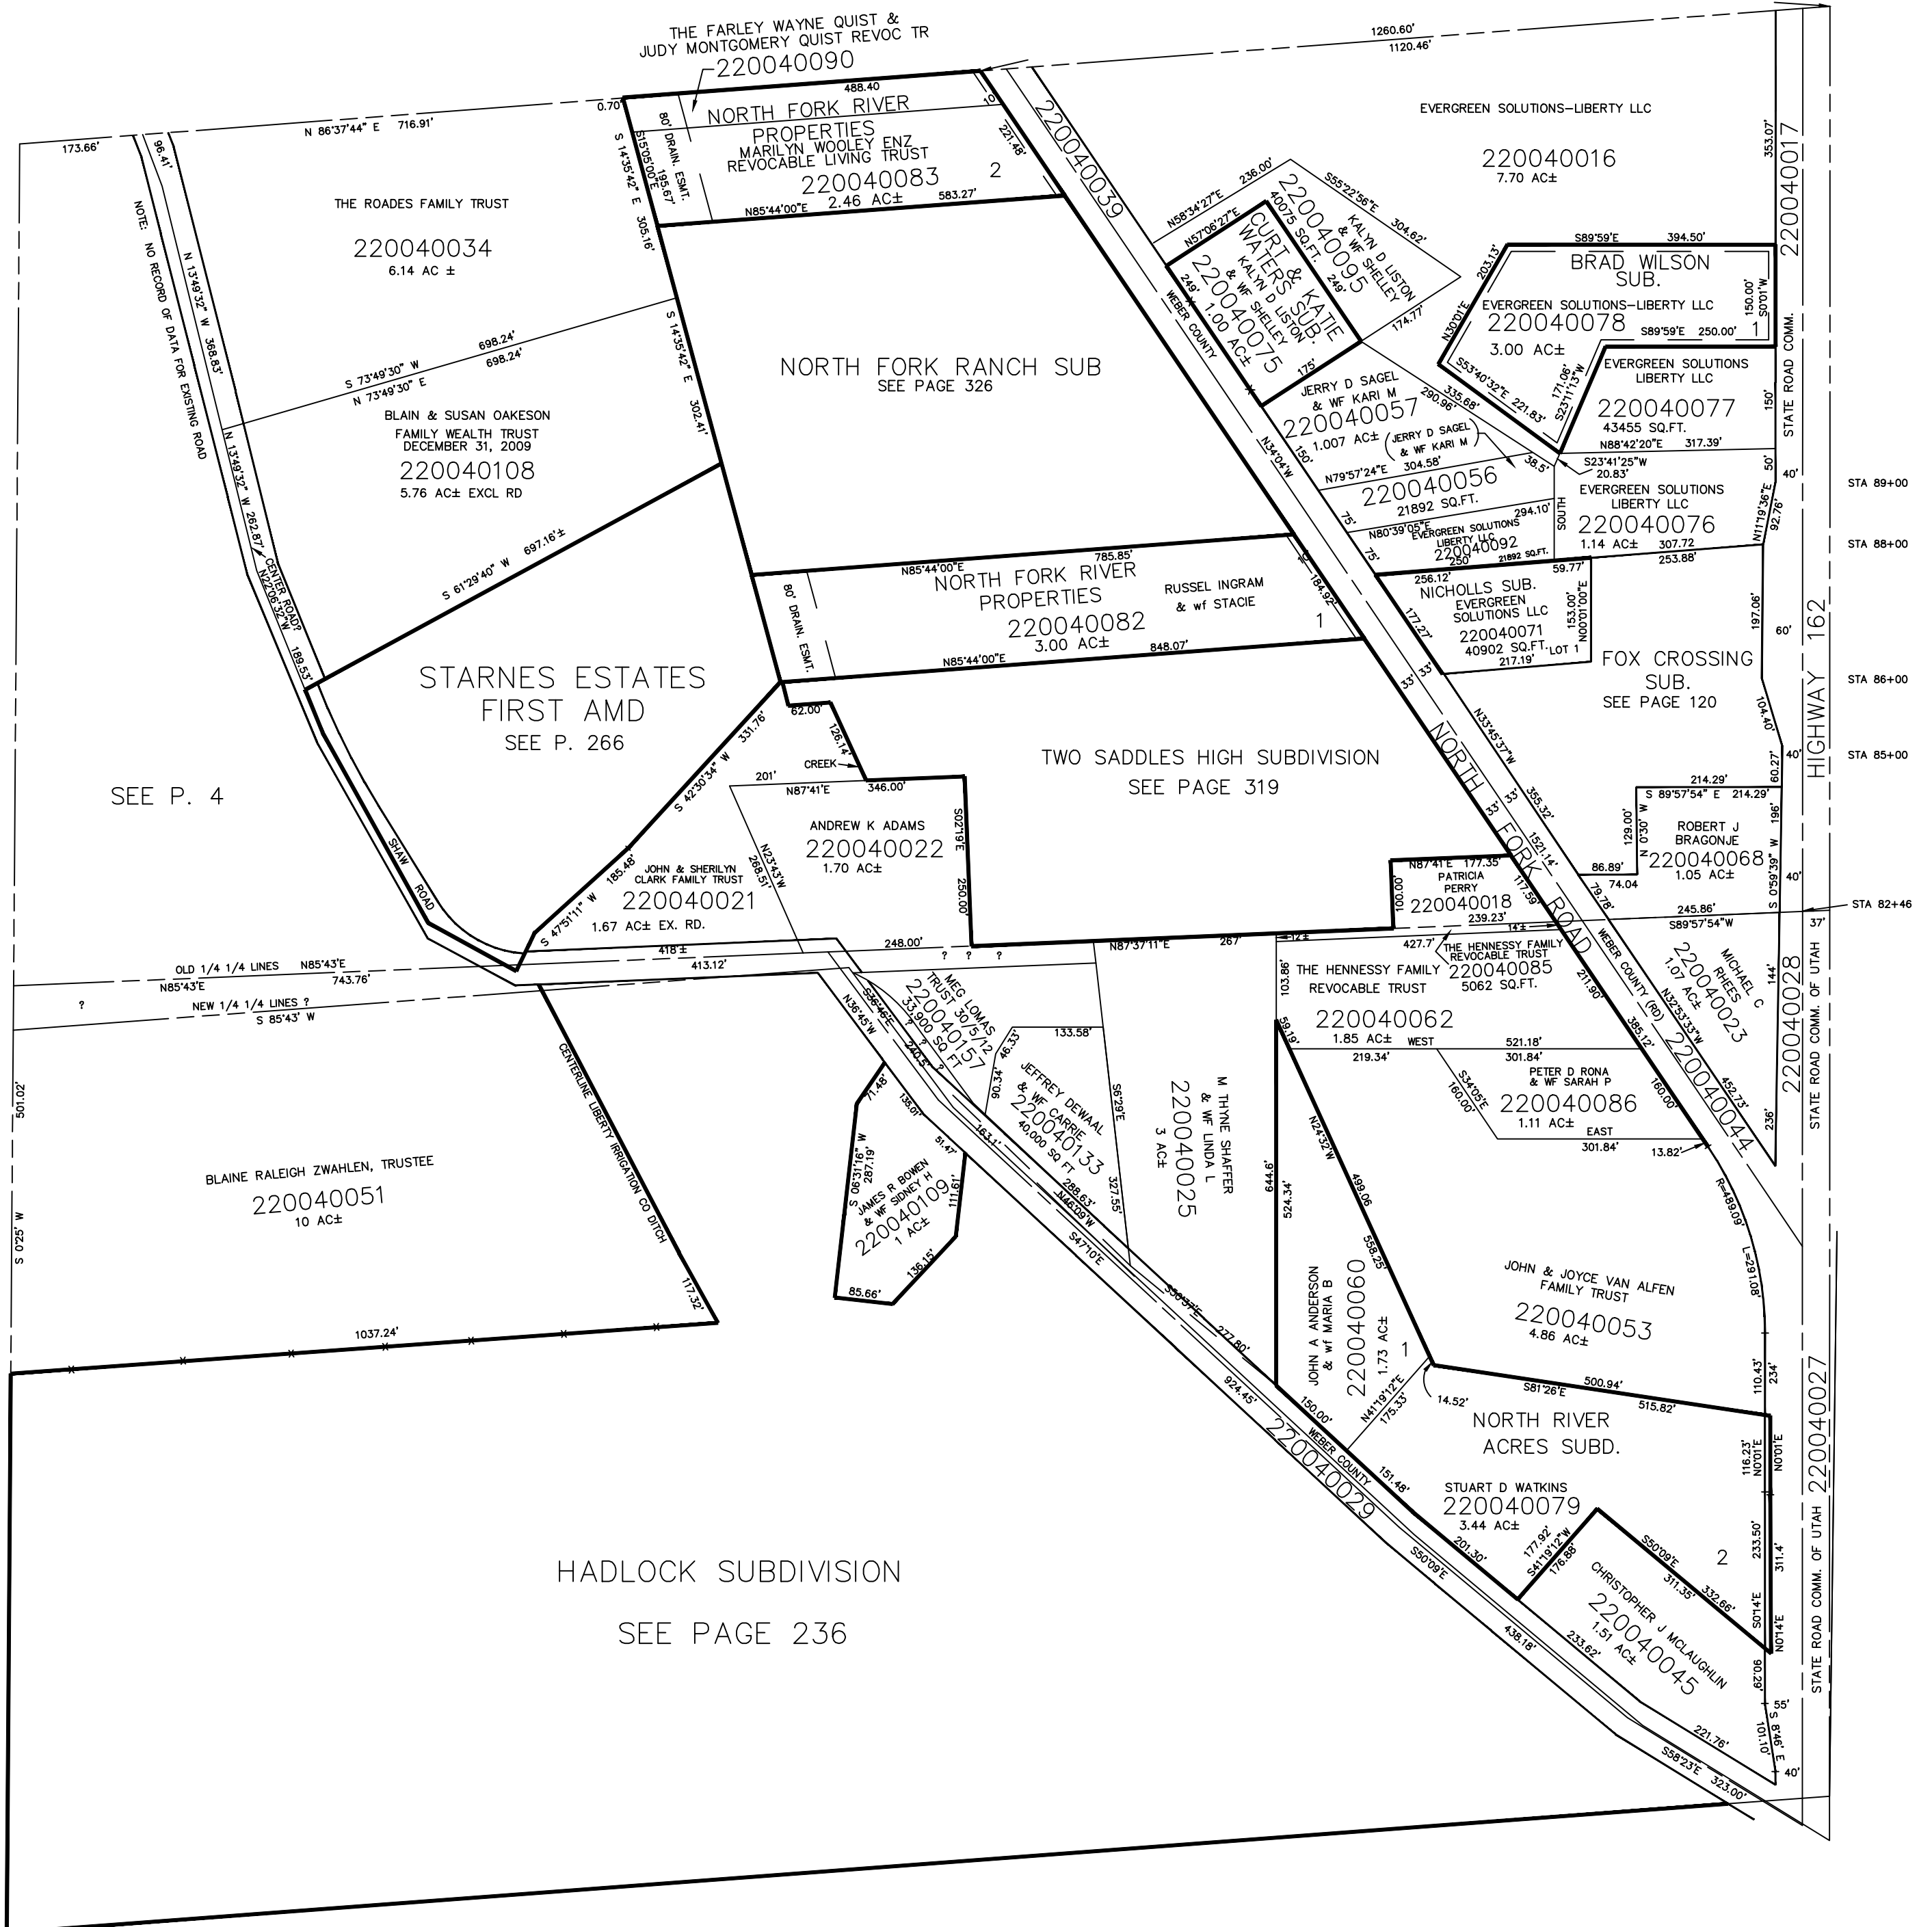 THE FARLEY WAYNE QUIST &
JUDY MONTGOMERY QUIST REVOC TR
220040090
1260.60'
1120.46'
488.40
0.70'
N 86°37'44" E 716.91'
173.66'
96.41'
NORTH FORK RIVER
PROPERTIES
MARILYN WOOLEY ENZ
REVOCABLE LIVING TRUST
220040083
2.46 AC±
2
80' DRAIN. ESMT.
S15°05'00"E
195.67'
S 14°35'42" E 305.16'
N85°44'00"E 583.27'
10'
221.48'
220040039
EVERGREEN SOLUTIONS-LIBERTY LLC
220040016
7.70 AC±
353.07'
220040017
THE ROADES FAMILY TRUST
220040034
6.14 AC ±
NOTE: NO RECORD OF DATA FOR EXISTING ROAD
N 13°49'32" W 368.83'
S 73°49'30" W 698.24'
N 73°49'30" E 698.24'
BLAIN & SUSAN OAKESON
FAMILY WEALTH TRUST
DECEMBER 31, 2009
220040108
5.76 AC± EXCL RD
N 13°49'32" W 262.87'
CENTER ROAD?
N22°06'32"W
189.53'
S 61°29'40" W 697.16'±
S 14°35'42" E 302.41'
NORTH FORK RANCH SUB
SEE PAGE 326
N58°34'27"E 236.00'
S55°22'56"E 304.62'
N57°06'27"E
220040095
40075 SQ.FT.
KALYN D LISTON
& WF SHELLEY
249'
174.77'
CURT & KATIE
WATERS SUB.
KALYN D LISTON
& WF SHELLEY
220040075
1.00 AC±
249'
175'
WEBER COUNTY
S89°59'E 394.50'
203.13'
N30°01'E
BRAD WILSON
SUB.
EVERGREEN SOLUTIONS-LIBERTY LLC
220040078
3.00 AC±
S89°59'E 250.00'
1
150.00'
S0°01'W
S53°40'32"E 221.83'
171.06'
S23°11'13"W
EVERGREEN SOLUTIONS
LIBERTY LLC
220040077
43455 SQ.FT.
N88°42'20"E 317.39'
150'
STATE ROAD COMM.
JERRY D SAGEL
& WF KARI M
220040057
1.007 AC±
(JERRY D SAGEL
& WF KARI M)
335.68'
290.96'
38.5'
150'
N34°04'W
N79°57'24"E 304.58'
220040056
21892 SQ.FT.
75'
N80°39'05"E 294.10'
EVERGREEN SOLUTIONS
LIBERTY LLC
220040092
250' 21892 SQ.FT.
75'
SOUTH
S23°41'25"W
20.83'
EVERGREEN SOLUTIONS
LIBERTY LLC
220040076
1.14 AC± 307.72
253.88'
50'
40'
N11°19'36"E
92.76'
STA 89+00
STA 88+00
N85°44'00"E 785.85'
NORTH FORK RIVER
PROPERTIES
220040082
3.00 AC±
RUSSEL INGRAM
& wf STACIE
1
80' DRAIN. ESMT.
10'
184.92'
N85°44'00"E 848.07'
256.12'
59.77'
NICHOLLS SUB.
EVERGREEN
SOLUTIONS LLC
220040071
40902 SQ.FT. LOT 1
217.19'
177.27'
153.00'
N00°01'00"E
33' 33'
FOX CROSSING
SUB.
SEE PAGE 120
197.06'
60'
104.40'
60.27'
40'
HIGHWAY 162
STA 86+00
STA 85+00
STARNES ESTATES
FIRST AMD
SEE P. 266
SEE P. 4
S 42°30'34" W 331.76'
62.00'
126.14'
CREEK
201'
N87°41'E 346.00'
ANDREW K ADAMS
220040022
1.70 AC±
S02°19'E
250.00'
TWO SADDLES HIGH SUBDIVISION
SEE PAGE 319
NORTH FORK ROAD
N33°45'37"W 355.32'
33' 33'
1521.14'
214.29'
S 89°57'54" E 214.29'
129.00'
N 0°30' W
ROBERT J
BRAGONJE
220040068
1.05 AC±
86.89'
74.04
196'
S 0°59'39" W
40'
79.78'
SHAW
ROAD
185.48'
S 47°51'11" W
JOHN & SHERILYN
CLARK FAMILY TRUST
220040021
1.67 AC± EX. RD.
N23°43'W
268.51'
N87°41'E 177.35'
PATRICIA
PERRY
220040018
100.00'
239.23'
117.59'
245.86'
S89°57'54"W
STA 82+46
37'
418'±
248.00'
? ? ?
N87°37'11"E 267'
12'±
14'±
427.7'
OLD 1/4 1/4 LINES N85°43'E
N85°43'E 743.76'
413.12'
?
NEW 1/4 1/4 LINES ?
S 85°43' W
THE HENNESSY FAMILY
REVOCABLE TRUST
220040085
5062 SQ.FT.
THE HENNESSY FAMILY
REVOCABLE TRUST
220040062
1.85 AC± WEST
103.86'
59.19'
219.34'
521.18'
301.84'
211.90'
385.12'
WEBER COUNTY (RD)
N32°53'33"W
220040044
452.73'
MICHAEL C
RHEES
220040023
1.07 AC±
144'
236'
220040028
STATE ROAD COMM. OF UTAH
MEG LOMAS
TRUST 30/5/12
220040157
33,900 SQ FT
?
?
?
S36°46'E
240.5'
N36°45'W
133.58'
46.33'
90.34'
JEFFREY DEWAAL
& WF CARRIE
220040133
40,000 SQ FT
S6°29'E
327.55'
288.63'
N46°09'W
163.1'
M THYNE SHAFFER
& WF LINDA L
220040025
3 AC±
644.6'
524.34'
S34°05'E
160.00'
PETER D RONA
& WF SARAH P
220040086
1.11 AC±
EAST
301.84'
160.00'
13.82'
R=489.09'
L=291.08'
501.02'
S 0°25' W
CENTERLINE LIBERTY IRRIGATION CO DITCH
117.32'
BLAINE RALEIGH ZWAHLEN, TRUSTEE
220040051
10 AC±
1037.24'
71.48'
135.01'
51.47'
S 06°31'16" W
287.19'
JAMES R BOWEN
& WF SIDNEY H
220040109
1 AC±
111.61'
136.15'
85.66'
S47°10'E
S50°37'E
277.80'
924.45'
N24°32'W
499.06
558.25'
JOHN A ANDERSON
& wf MARIA B
220040060
1.73 AC±
1
150.00'
N41°19'12"E
175.33'
14.52'
JOHN & JOYCE VAN ALFEN
FAMILY TRUST
220040053
4.86 AC±
S81°26'E
500.94'
515.82'
110.43'
234'
220040027
STATE ROAD COMM. OF UTAH
NORTH RIVER
ACRES SUBD.
WEBER COUNTY
220040029
151.48'
116.23'
N0°01'E
N0°01'E
STUART D WATKINS
220040079
3.44 AC±
201.30'
177.92'
S41°19'12"W
176.88'
S50°09'E
311.35'
332.66'
2
233.50'
S0°14'E
311.4'
N0°14'E
CHRISTOPHER J MCLAUGHLIN
220040045
1.51 AC±
233.62'
221.76'
90.29'
55'
101.10'
S 8°46' E
40'
S50°09'E
438.18'
S58°23'E 323.00'
HADLOCK SUBDIVISION
SEE PAGE 236